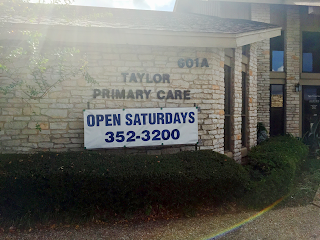 601A
TAYLOR
PRIMARY CARE
OPEN SATURDAYS
352-3200